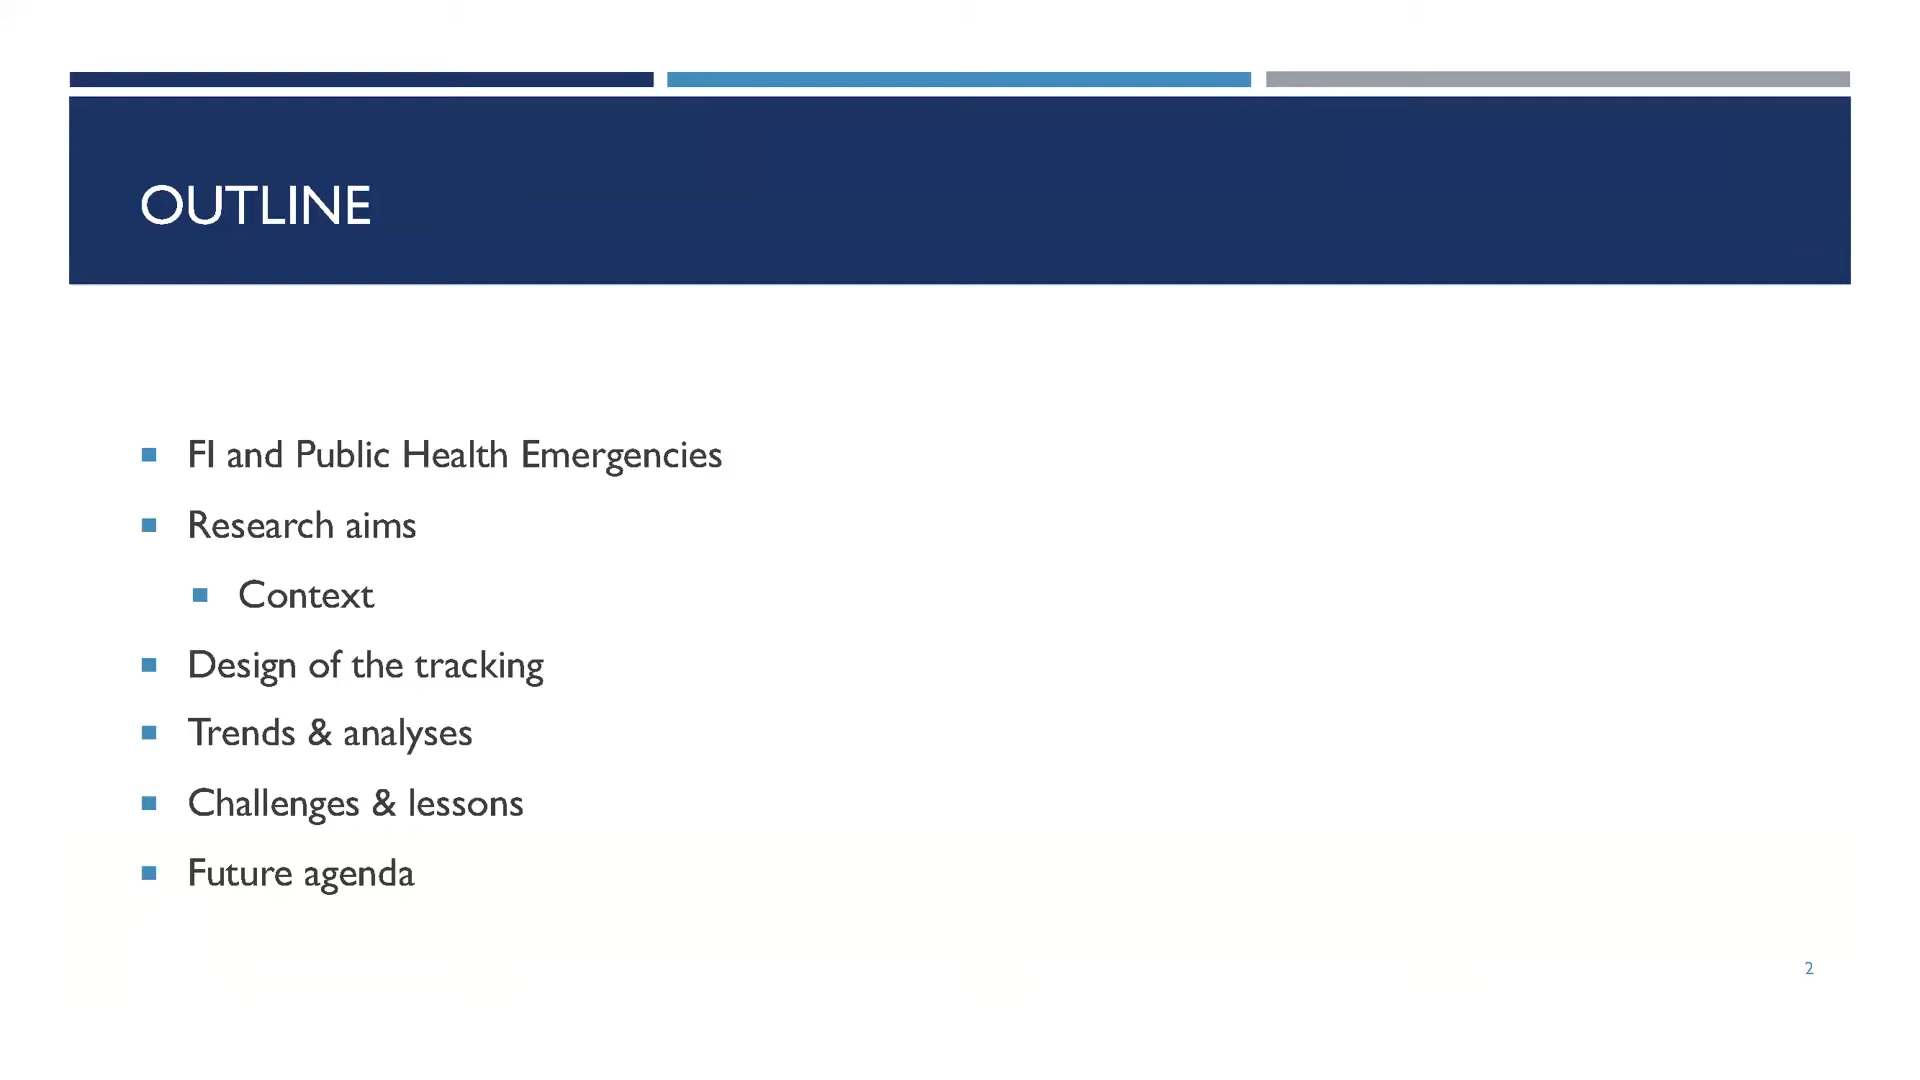 OUTLINE
FI and Public Health Emergencies
Research aims
Context
Design of the tracking
Trends & analyses
Challenges & lessons
Future agenda
2